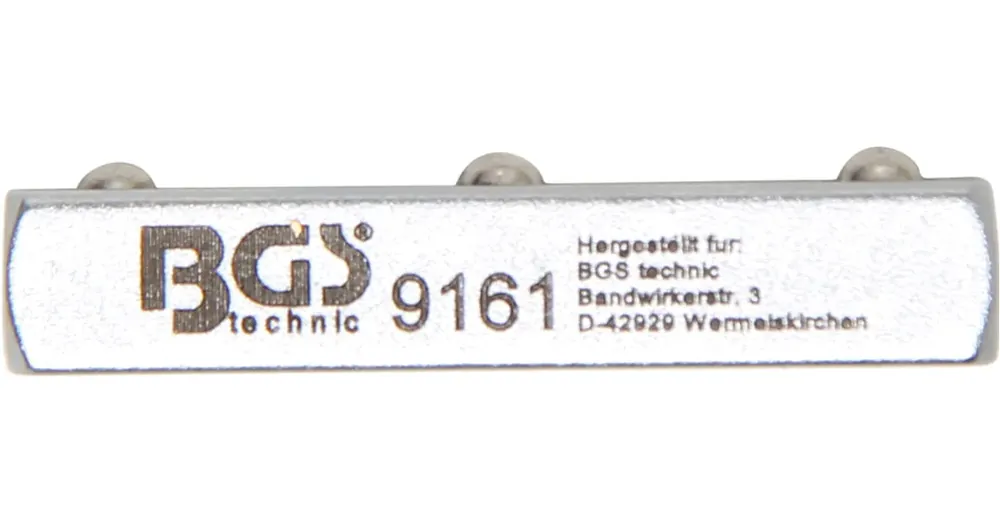 BGS®
technic
9161
Hergestellt fur:
BGS technic
Bandwirkerstr. 3
D-42929 Wermelskirchen